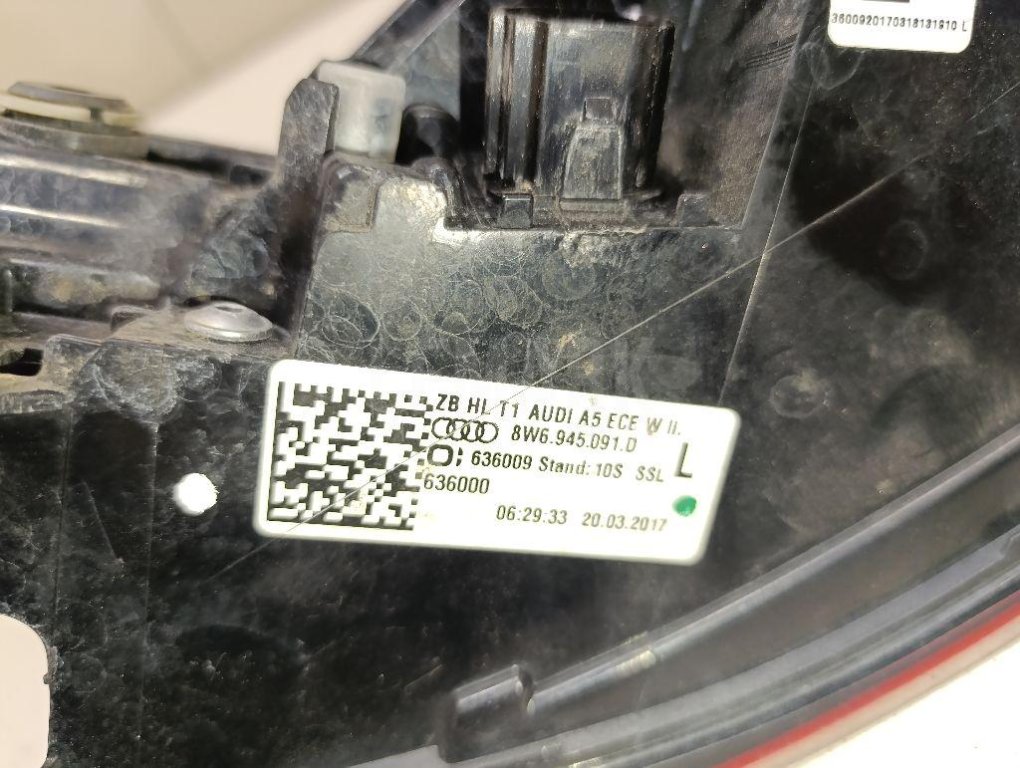 3600920170318131910 L
ZB HL T1 AUDI A5 ECE W II.
8W6.945.091.D
L
636009 Stand: 10S SSL
636000
06:29:33 20.03.2017